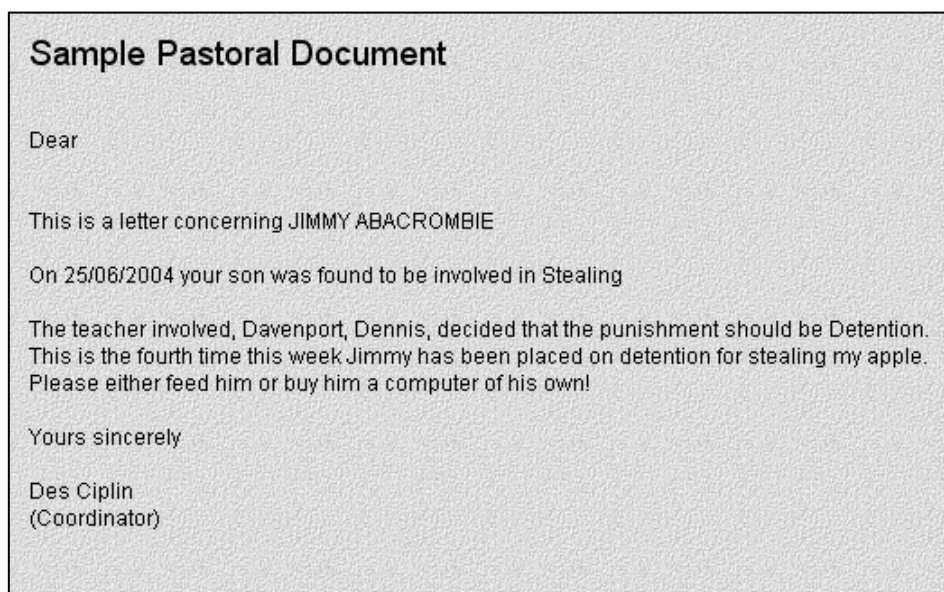 Sample Pastoral Document
Dear
This is a letter concerning JIMMY ABACROMBIE
On 25/06/2004 your son was found to be involved in Stealing
The teacher involved, Davenport, Dennis, decided that the punishment should be Detention.
This is the fourth time this week Jimmy has been placed on detention for stealing my apple.
Please either feed him or buy him a computer of his own!
Yours sincerely
Des Ciplin
(Coordinator)